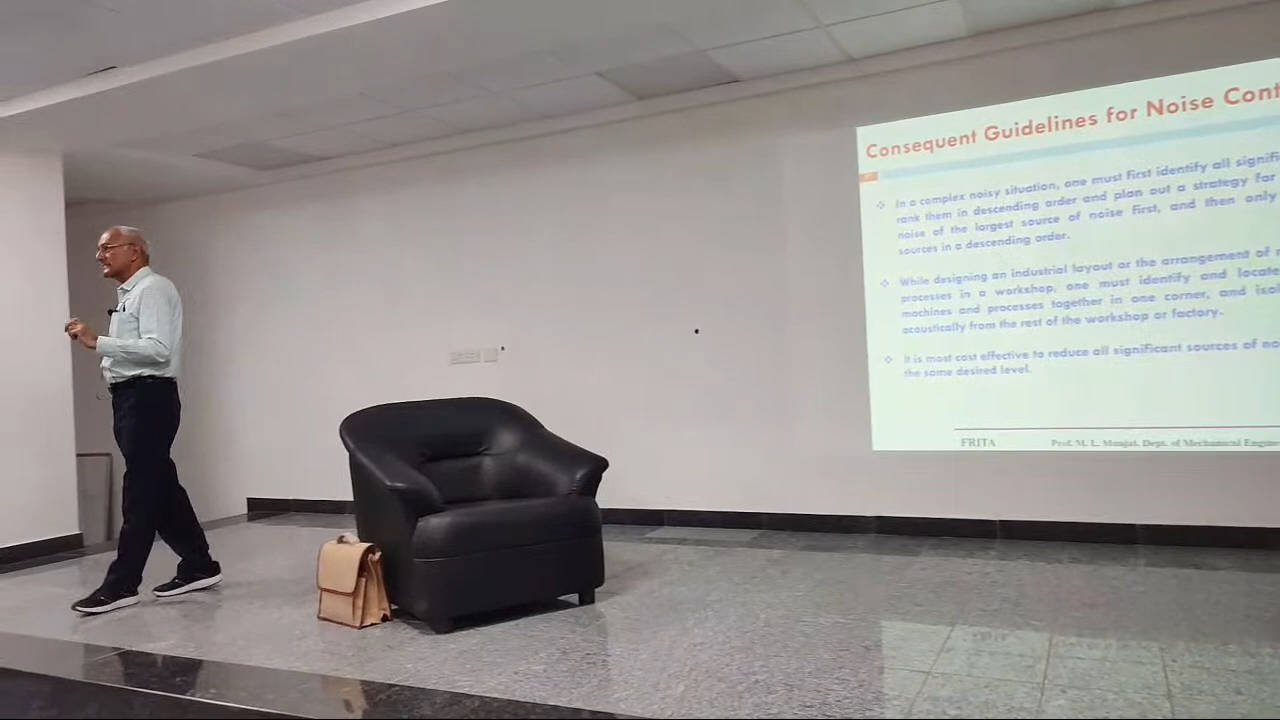 Consequent Guidelines for Noise Cont
In a complex noisy situation, one must first identify all signifi
rank them in descending order and plan out a strategy for
noise of the largest source of noise first, and then only
sources in a descending order.
While designing an industrial layout or the arrangement of
processes in a workshop, one must identify and locate
machines and processes together in one corner, and isol
acoustically from the rest of the workshop or factory.
It is most cost effective to reduce all significant sources of no
the same desired level.
FRITA
Prof. M. L. Munjal, Dept. of Mechanical Engine